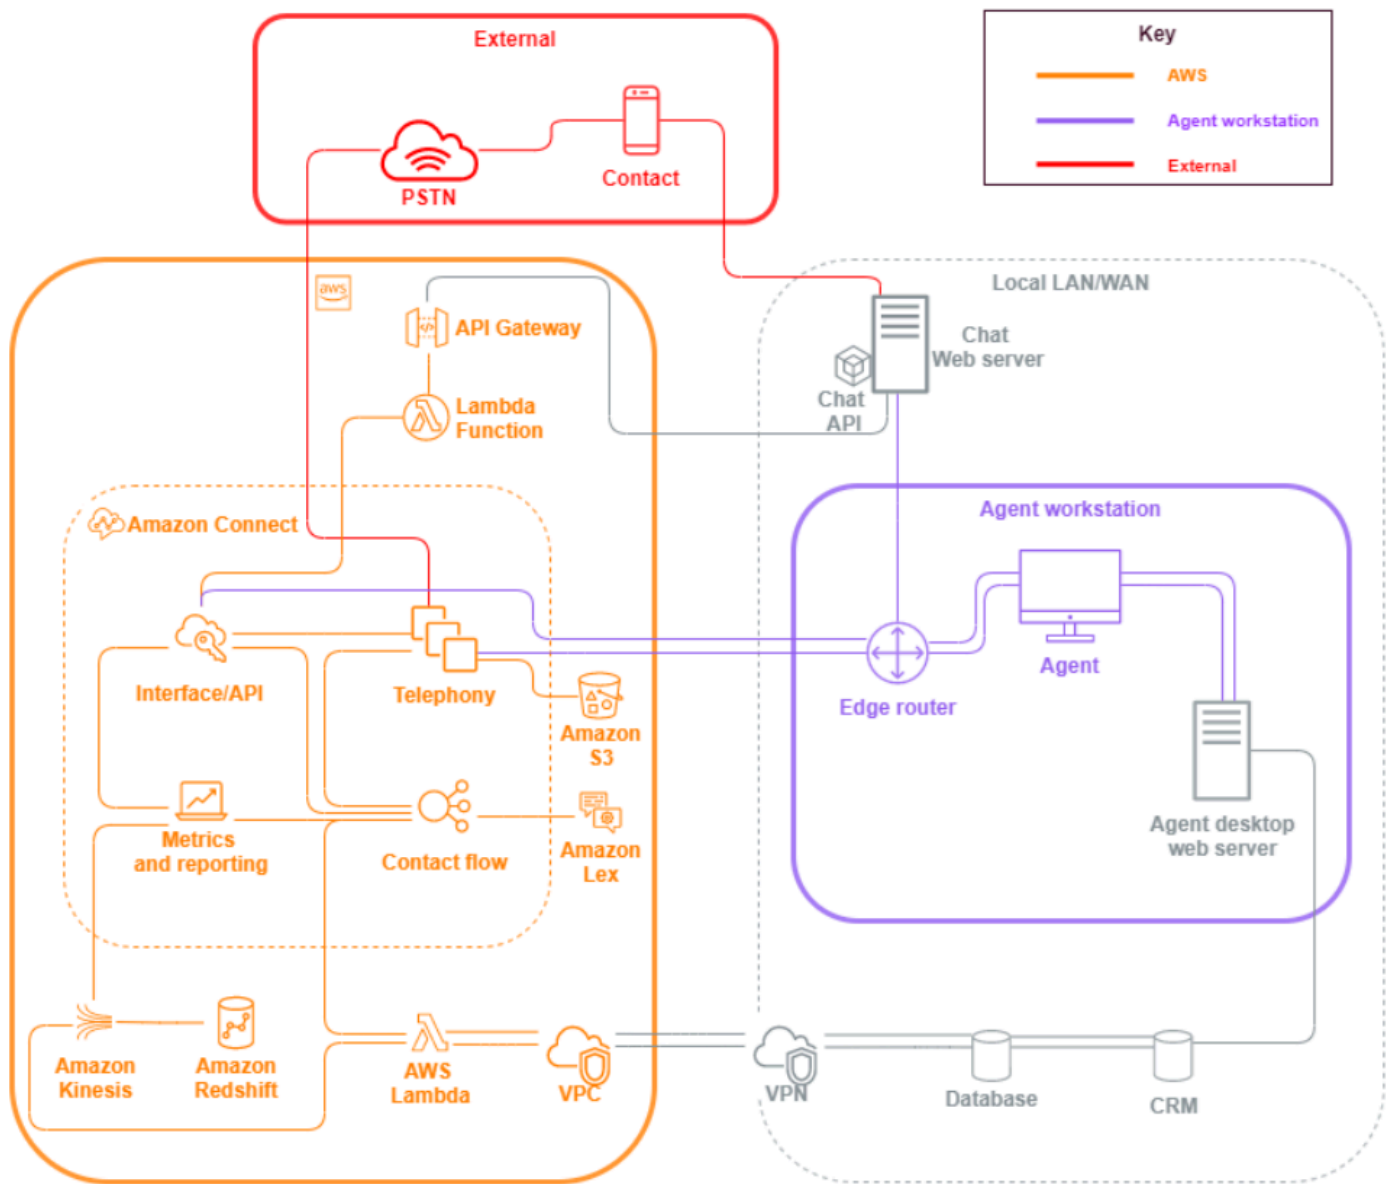 External
PSTN
Contact
Key
AWS
Agent workstation
External
aws
API Gateway
Lambda
Function
Amazon Connect
Interface/API
Telephony
Amazon
S3
Metrics
and reporting
Contact flow
Amazon
Lex
Amazon
Kinesis
Amazon
Redshift
AWS
Lambda
VPC
Local LAN/WAN
Chat
Web server
Chat
API
Agent workstation
Edge router
Agent
Agent desktop
web server
VPN
Database
CRM